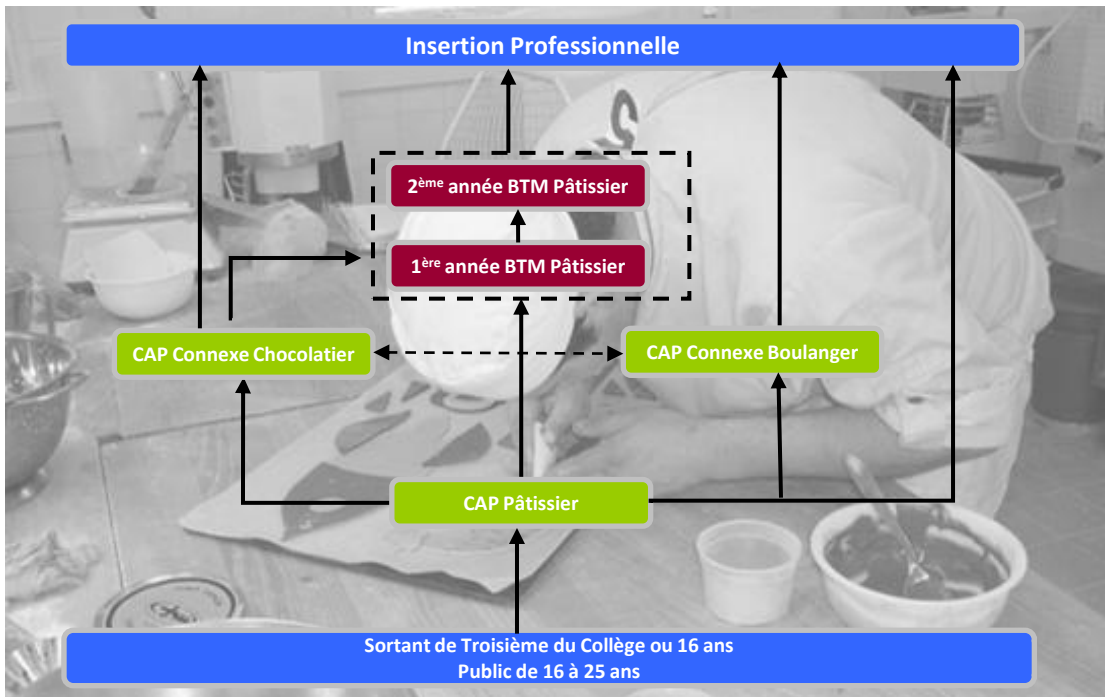 Insertion Professionnelle
2ème année BTM Pâtissier
1ère année BTM Pâtissier
CAP Connexe Chocolatier
CAP Connexe Boulanger
CAP Pâtissier
Sortant de Troisième du Collège ou 16 ans
Public de 16 à 25 ans